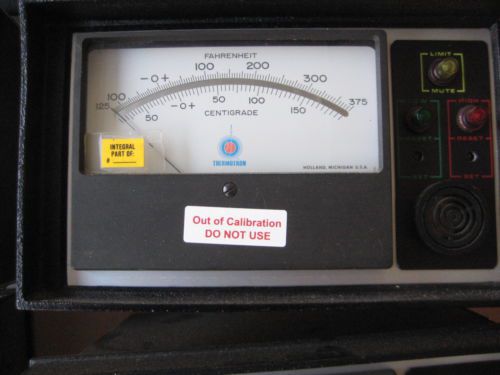 FAHRENHEIT
125 100 -0+ 100 200 300 375
50 -0+ 50 100 150
CENTIGRADE
INTEGRAL
PART OF:
#
THERMOTRON
HOLLAND, MICHIGAN U.S.A.
Out of Calibration
DO NOT USE
LIMIT
MUTE
HIGH
RESET
SET